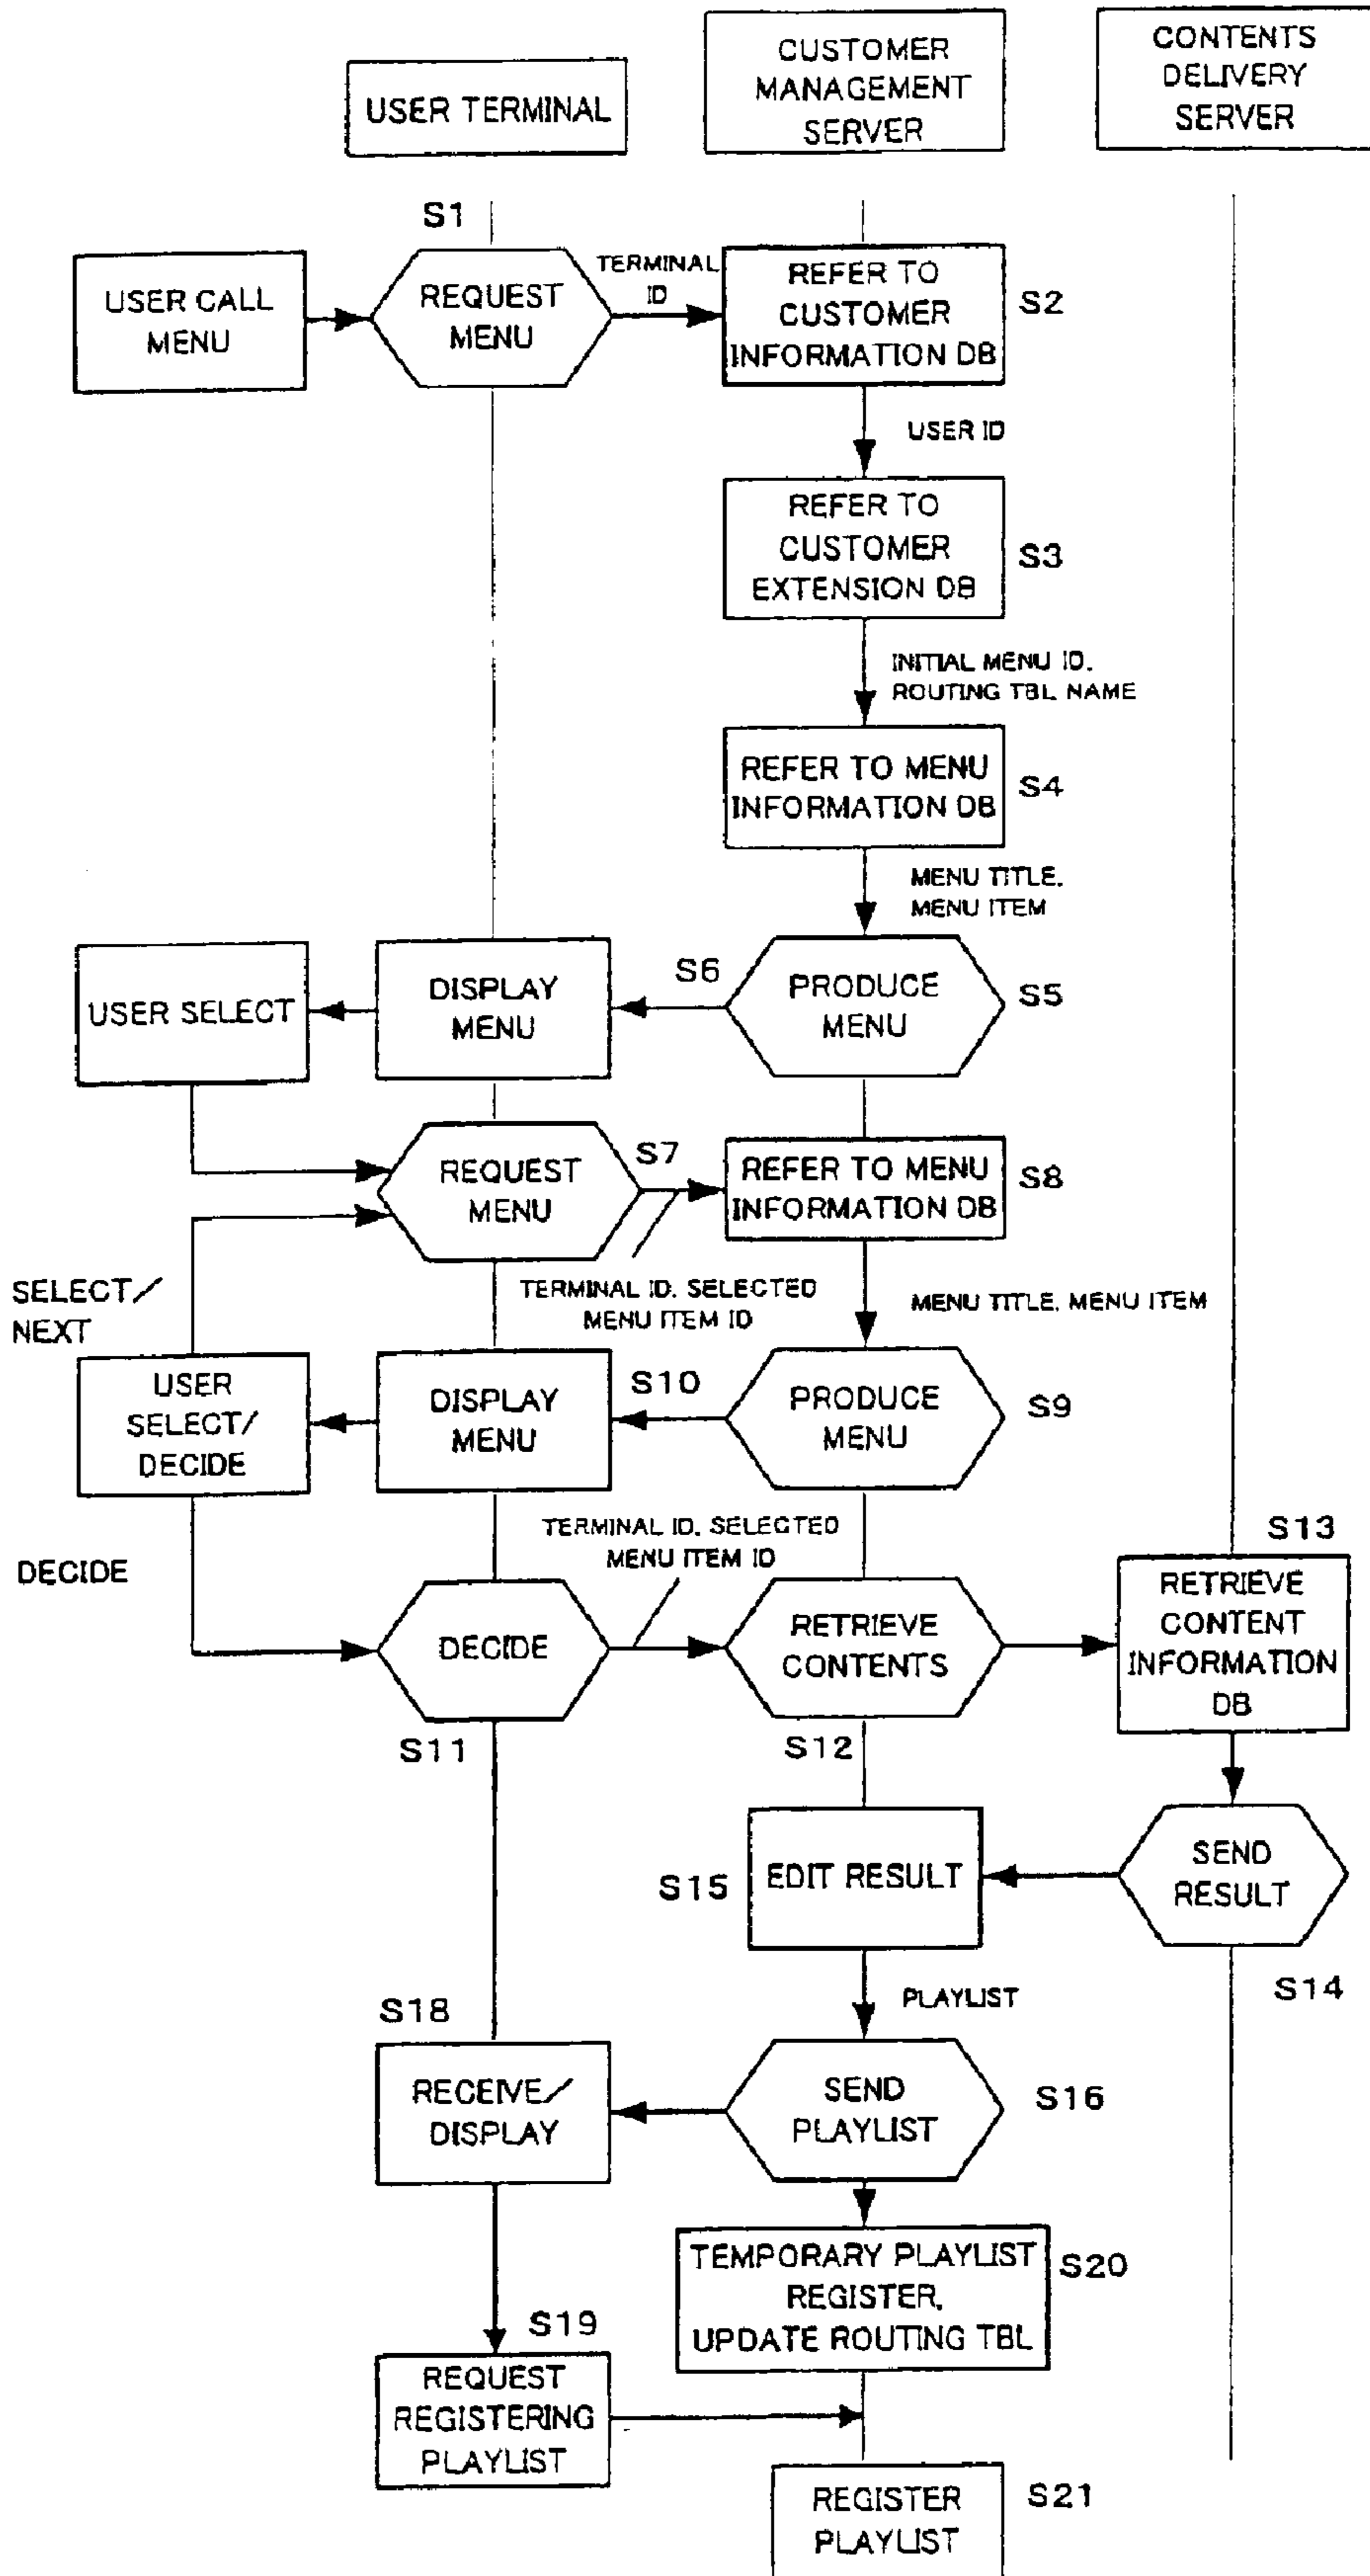 USER TERMINAL
CUSTOMER
MANAGEMENT
SERVER
CONTENTS
DELIVERY
SERVER
S1
USER CALL
MENU
REQUEST
MENU
TERMINAL
ID
REFER TO
CUSTOMER
INFORMATION DB
S2
USER ID
REFER TO
CUSTOMER
EXTENSION DB
S3
INITIAL MENU ID,
ROUTING TBL NAME
REFER TO MENU
INFORMATION DB
S4
MENU TITLE,
MENU ITEM
USER SELECT
DISPLAY
MENU
S6
PRODUCE
MENU
S5
REQUEST
MENU
S7
REFER TO MENU
INFORMATION DB
S8
SELECT/
NEXT
TERMINAL ID, SELECTED
MENU ITEM ID
MENU TITLE, MENU ITEM
USER
SELECT/
DECIDE
DISPLAY
MENU
S10
PRODUCE
MENU
S9
DECIDE
TERMINAL ID, SELECTED
MENU ITEM ID
S13
DECIDE
RETRIEVE
CONTENTS
RETRIEVE
CONTENT
INFORMATION
DB
S11
S12
S15
EDIT RESULT
SEND
RESULT
S14
PLAYLIST
S18
RECEIVE/
DISPLAY
SEND
PLAYLIST
S16
TEMPORARY PLAYLIST
REGISTER,
UPDATE ROUTING TBL
S20
S19
REQUEST
REGISTERING
PLAYLIST
REGISTER
PLAYLIST
S21